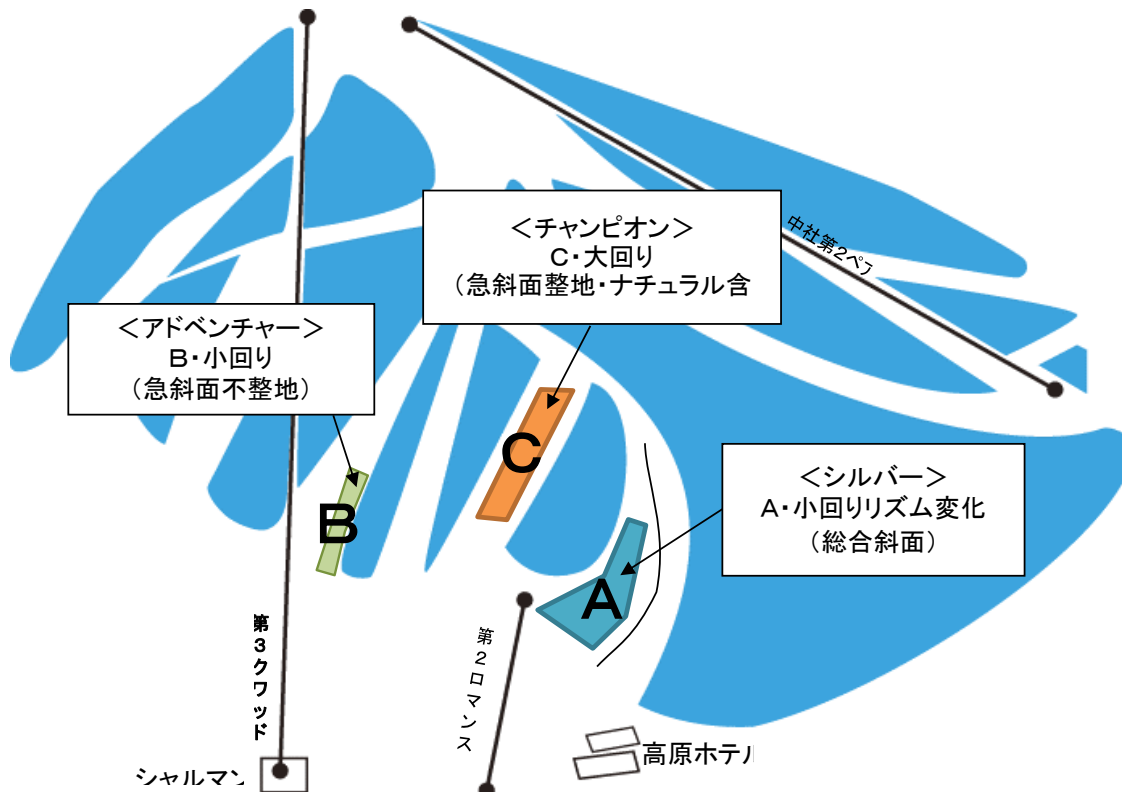 <チャンピオン>
C・大回り
(急斜面整地・ナチュラル含
中社第2ペア
<アドベンチャー>
B・小回り
(急斜面不整地)
C
<シルバー>
A・小回りリズム変化
(総合斜面)
B
A
第3クワッド
第2ロマンス
高原ホテル
シャルマン